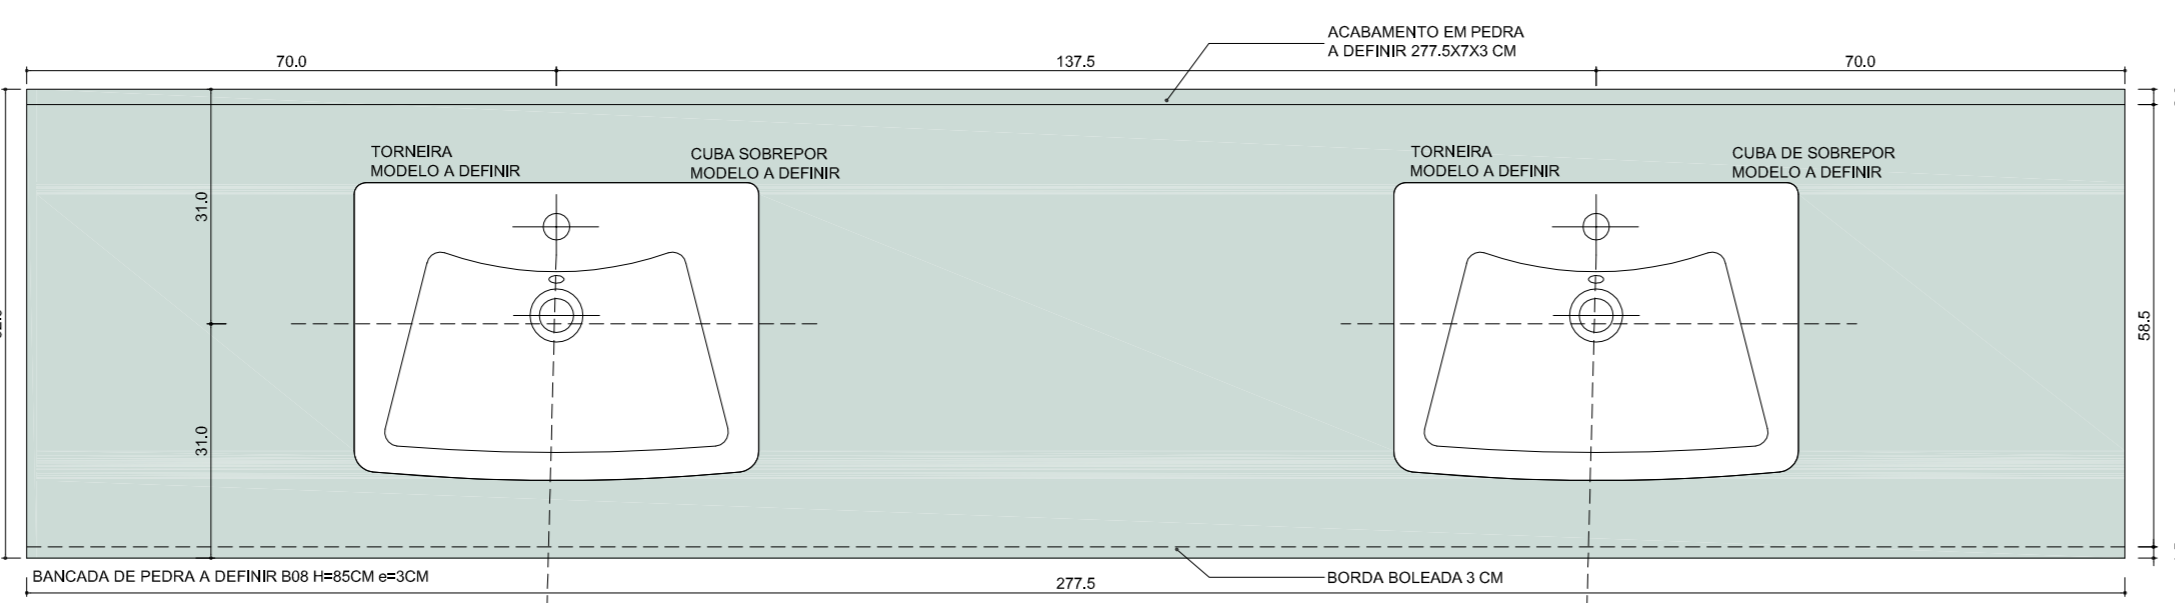 ACABAMENTO EM PEDRA
A DEFINIR 277.5X7X3 CM
70.0
137.5
70.0
TORNEIRA
MODELO A DEFINIR
CUBA SOBREPOR
MODELO A DEFINIR
TORNEIRA
MODELO A DEFINIR
CUBA DE SOBREPOR
MODELO A DEFINIR
31.0
31.0
58.5
BANCADA DE PEDRA A DEFINIR B08 H=85CM e=3CM
277.5
BORDA BOLEADA 3 CM